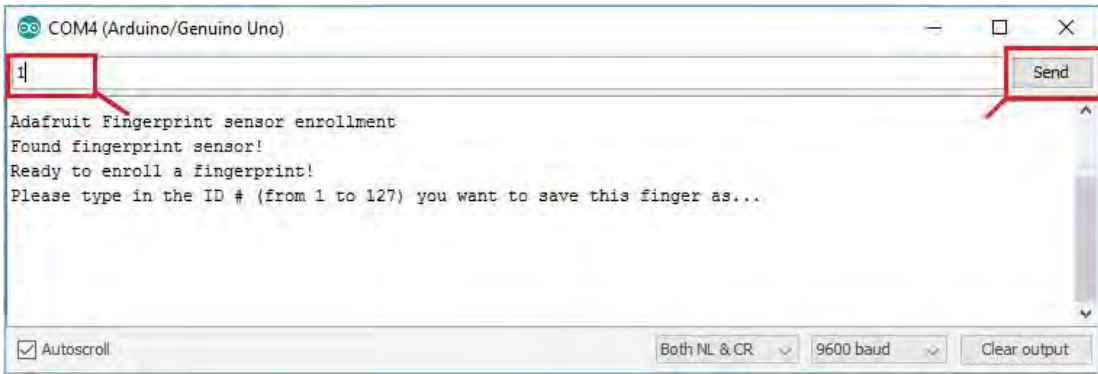 COM4 (Arduino/Genuino Uno)
1
Send
Adafruit Fingerprint sensor enrollment
Found fingerprint sensor!
Ready to enroll a fingerprint!
Please type in the ID # (from 1 to 127) you want to save this finger as...
Autoscroll
Both NL & CR
9600 baud
Clear output